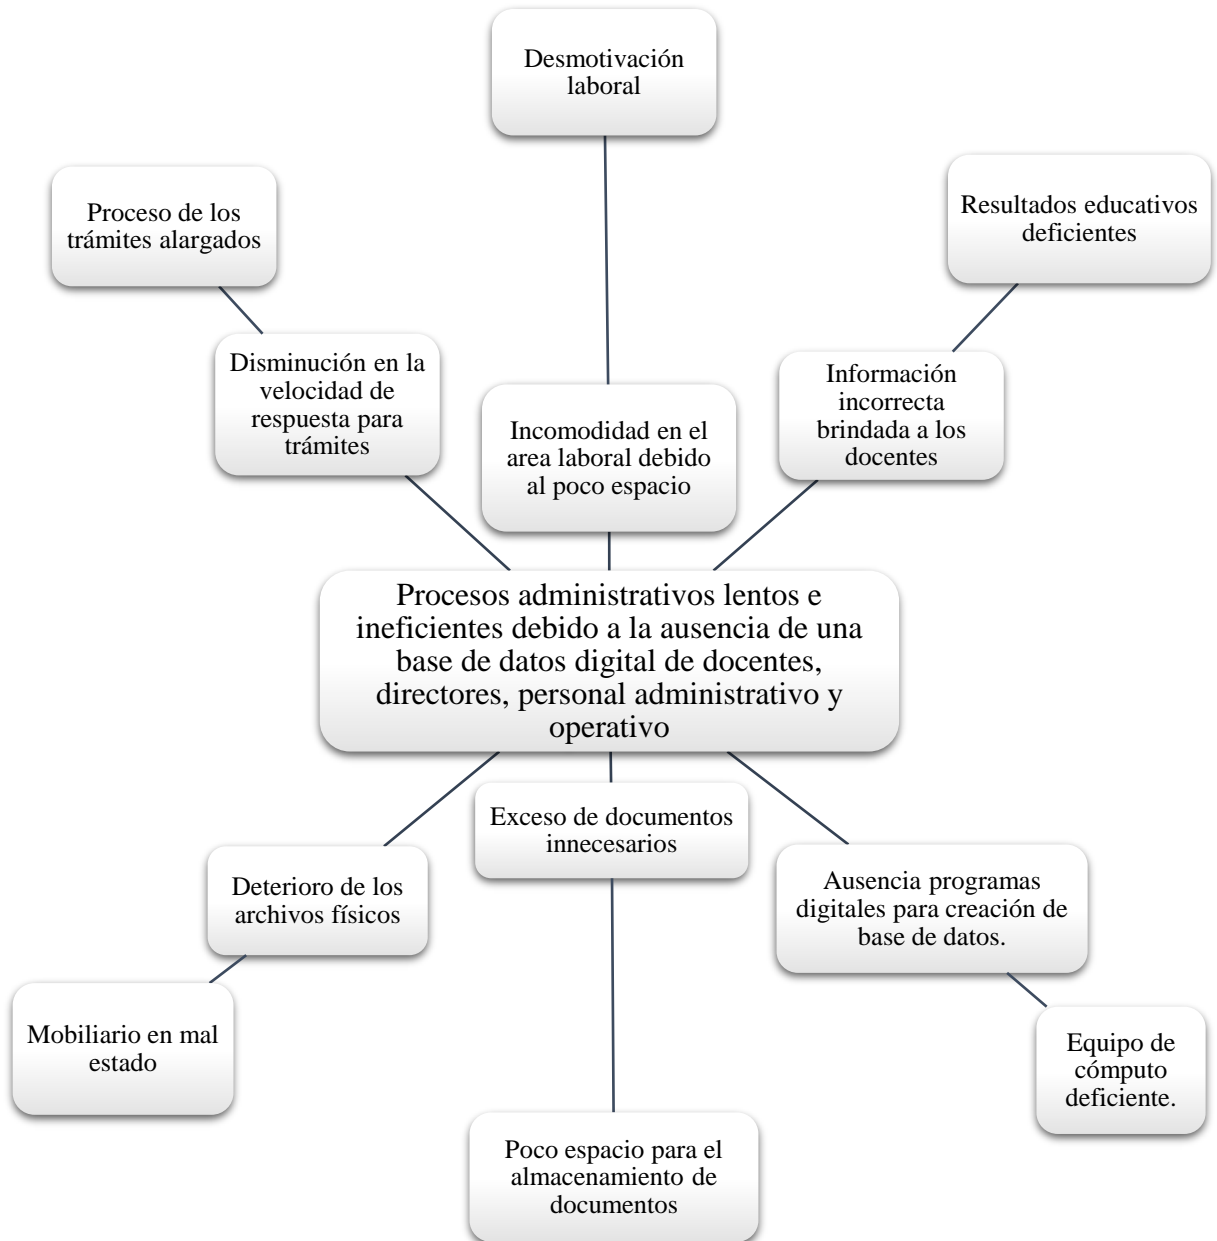 Desmotivación
laboral
Proceso de los
trámites alargados
Resultados educativos
deficientes
Disminución en la
velocidad de
respuesta para
trámites
Incomodidad en el
area laboral debido
al poco espacio
Información
incorrecta
brindada a los
docentes
Procesos administrativos lentos e
ineficientes debido a la ausencia de una
base de datos digital de docentes,
directores, personal administrativo y
operativo
Exceso de documentos
innecesarios
Deterioro de los
archivos físicos
Ausencia programas
digitales para creación de
base de datos.
Mobiliario en mal
estado
Equipo de
cómputo
deficiente.
Poco espacio para el
almacenamiento de
documentos